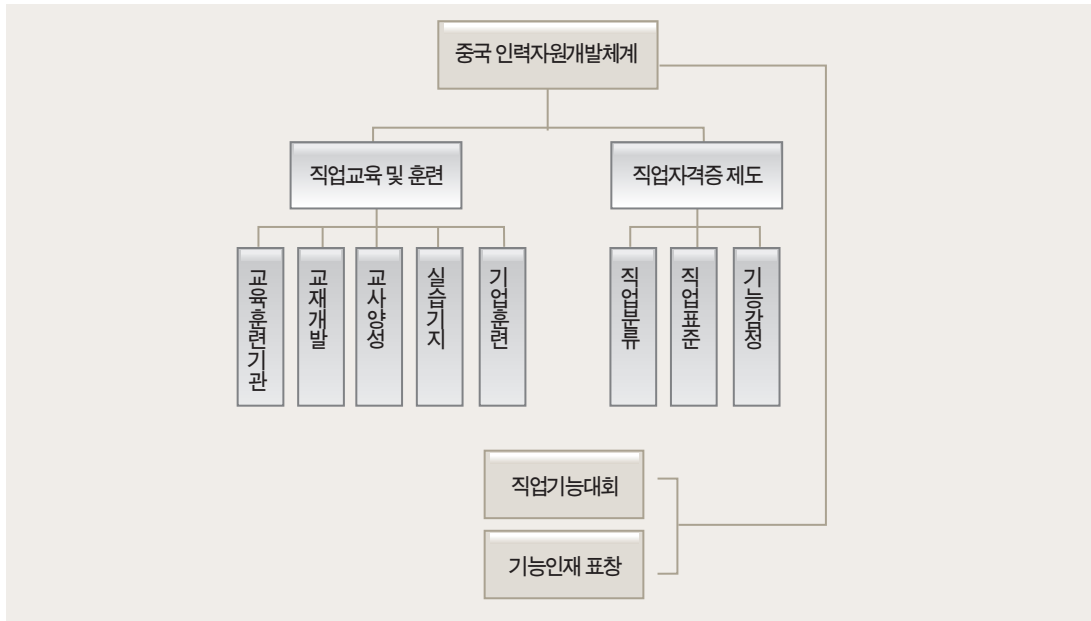 중국 인력자원개발체계
직업교육 및 훈련
직업자격증 제도
교육훈련기관
교재개발
교사양성
실습기지
기업훈련
직업분류
직업표준
기능감정
직업기능대회
기능인재 표창